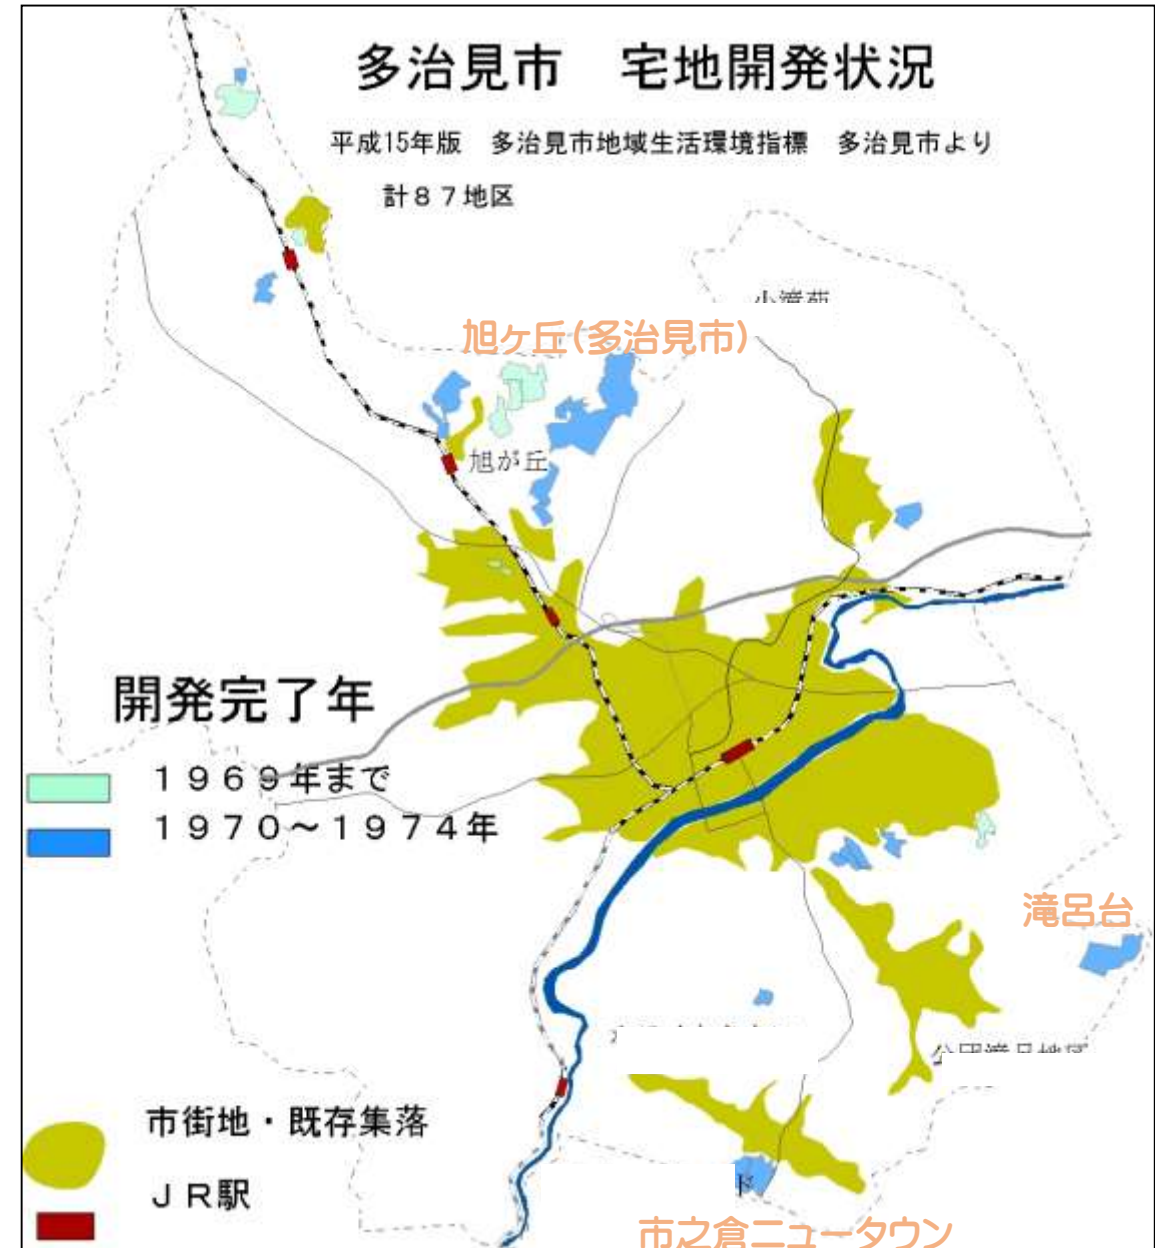 多治見市　宅地開発状況
平成15年版　多治見市地域生活環境指標　多治見市より
計８７地区
旭ヶ丘(多治見市)
旭が丘
開発完了年
１９６９年まで
１９７０～１９７４年
滝呂台
市街地・既存集落
ＪＲ駅
ド
市之倉ニュータウン